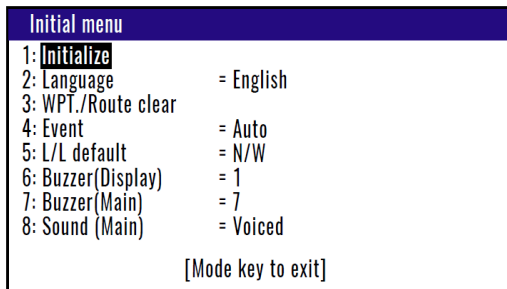 Initial menu
1: Initialize
2: Language = English
3: WPT./Route clear
4: Event = Auto
5: L/L default = N/W
6: Buzzer(Display) = 1
7: Buzzer(Main) = 7
8: Sound (Main) = Voiced
[Mode key to exit]